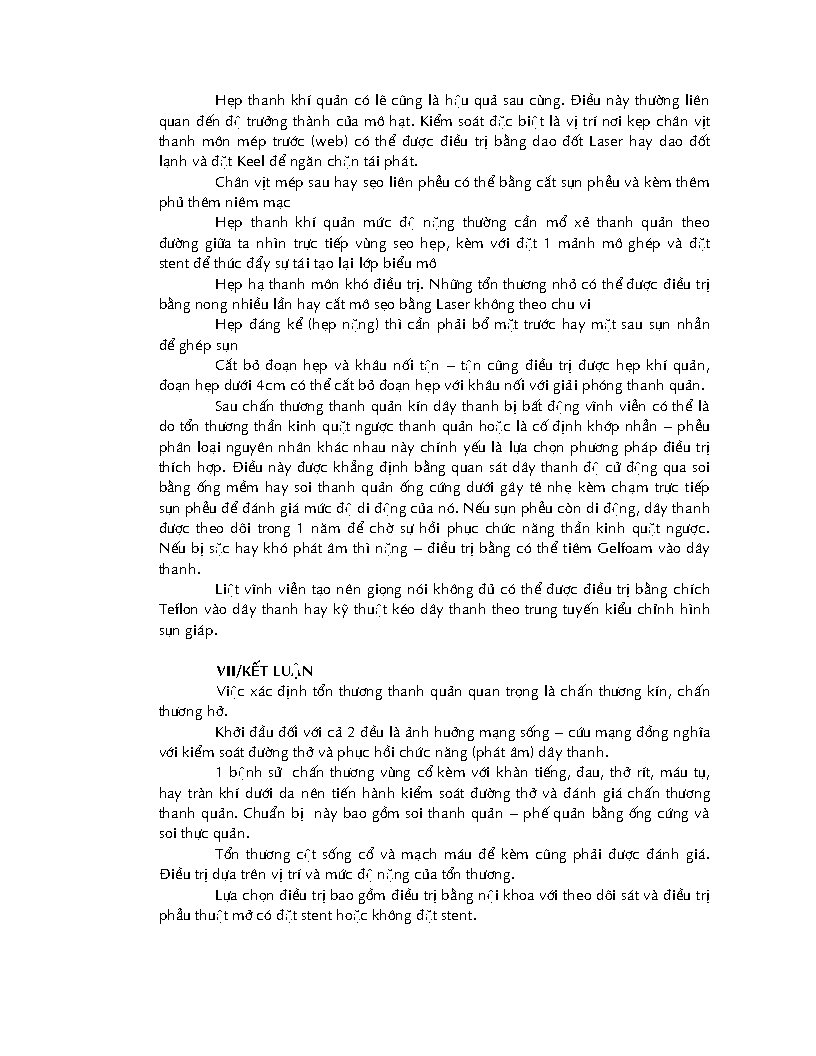 Hẹp thanh khí quản có lẽ cũng là hậu quả sau cùng. Điều này thường liên
quan đến độ trưởng thành của mô hạt. Kiểm soát đặc biệt là vị trí nơi kẹp chân vịt
thanh môn mép trước (web) có thể được điều trị bằng dao đốt Laser hay dao đốt
lạnh và đặt Keel để ngăn chặn tái phát.
Chân vịt mép sau hay sẹo liên phễu có thể bằng cắt sụn phễu và kèm thêm
phủ thêm niêm mạc
Hẹp thanh khí quản mức độ nặng thường cần mổ xẻ thanh quản theo
đường giữa ta nhìn trực tiếp vùng sẹo hẹp, kèm với đặt 1 mảnh mô ghép và đặt
stent để thúc đẩy sự tái tạo lại lớp biểu mô
Hẹp hạ thanh môn khó điều trị. Những tổn thương nhỏ có thể được điều trị
bằng nong nhiều lần hay cắt mô sẹo bằng Laser không theo chu vi
Hẹp đáng kể (hẹp nặng) thì cần phải bổ mặt trước hay mặt sau sụn nhẫn
để ghép sụn
Cắt bỏ đoạn hẹp và khâu nối tận – tận cũng điều trị được hẹp khí quản,
đoạn hẹp dưới 4cm có thể cắt bỏ đoạn hẹp với khâu nối với giải phóng thanh quản.
Sau chấn thương thanh quản kín dây thanh bị bất động vĩnh viễn có thể là
do tổn thương thần kinh quặt ngược thanh quản hoặc là cố định khớp nhẫn – phễu
phân loại nguyên nhân khác nhau này chính yếu là lựa chọn phương pháp điều trị
thích hợp. Điều này được khẳng định bằng quan sát dây thanh độ cử động qua soi
bằng ống mềm hay soi thanh quản ống cứng dưới gây tê nhẹ kèm chạm trực tiếp
sụn phễu để đánh giá mức độ di động của nó. Nếu sụn phễu còn di động, dây thanh
được theo dõi trong 1 năm để chờ sự hồi phục chức năng thần kinh quặt ngược.
Nếu bị sặc hay khó phát âm thì nặng – điều trị bằng có thể tiêm Gelfoam vào dây
thanh.
Liệt vĩnh viễn tạo nên giọng nói không đủ có thể được điều trị bằng chích
Teflon vào dây thanh hay kỹ thuật kéo dây thanh theo trung tuyến kiểu chỉnh hình
sụn giáp.
VII/KẾT LUẬN
Việc xác định tổn thương thanh quản quan trọng là chấn thương kín, chấn
thương hở.
Khởi đầu đối với cả 2 đều là ảnh hưởng mạng sống – cứu mạng đồng nghĩa
với kiểm soát đường thở và phục hồi chức năng (phát âm) dây thanh.
1 bệnh sử chấn thương vùng cổ kèm với khàn tiếng, đau, thở rít, máu tụ,
hay tràn khí dưới da nên tiến hành kiểm soát đường thở và đánh giá chấn thương
thanh quản. Chuẩn bị này bao gồm soi thanh quản – phế quản bằng ống cứng và
soi thực quản.
Tổn thương cột sống cổ và mạch máu để kèm cũng phải được đánh giá.
Điều trị dựa trên vị trí và mức độ nặng của tổn thương.
Lựa chọn điều trị bao gồm điều trị bằng nội khoa với theo dõi sát và điều trị
phẫu thuật mở có đặt stent hoặc không đặt stent.